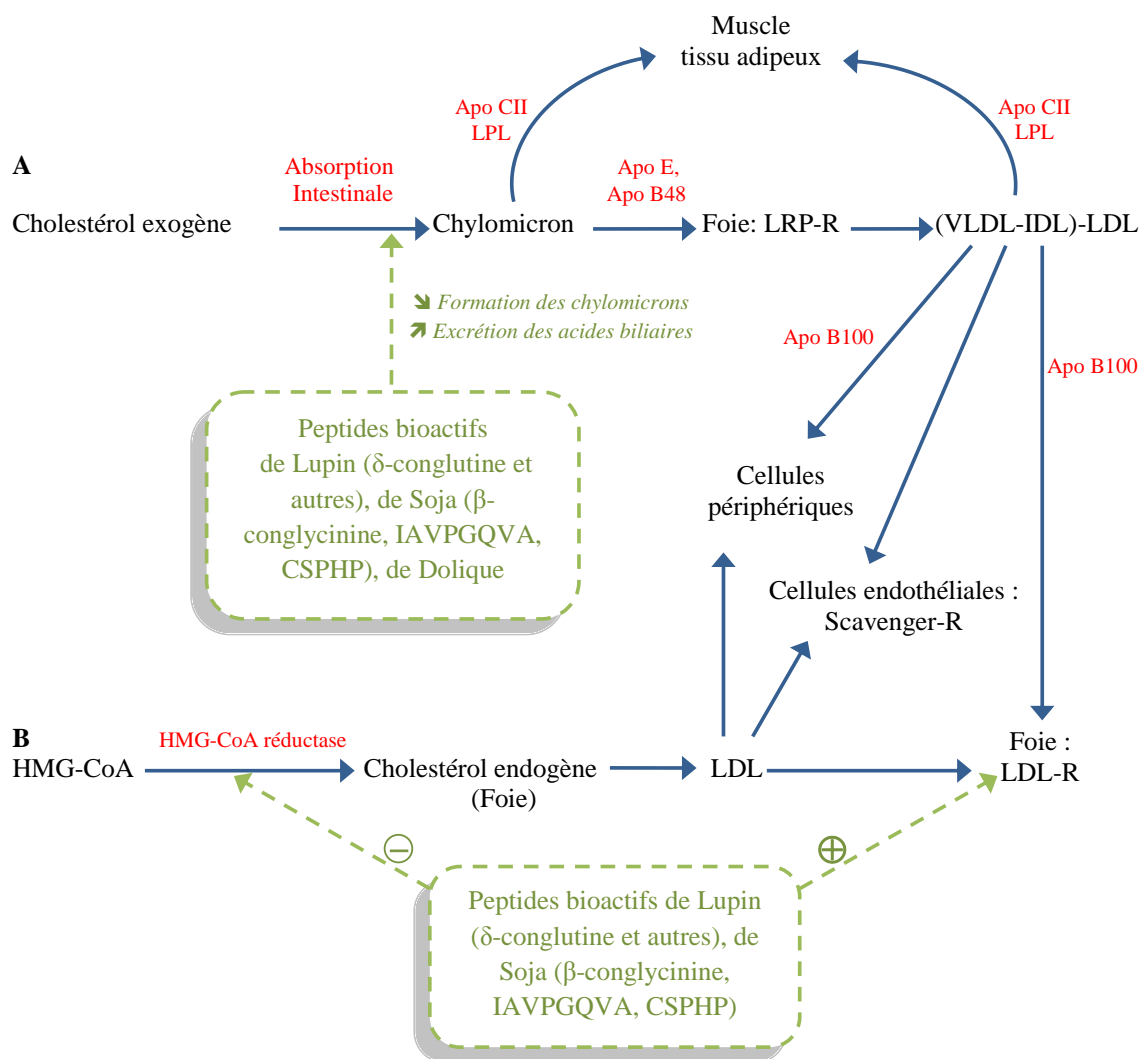 Muscle
tissu adipeux
Apo CII
LPL
Apo CII
LPL
A
Absorption
Intestinale
Apo E,
Apo B48
Cholestérol exogène
Chylomicron
Foie: LRP-R
(VLDL-IDL)-LDL
➘ Formation des chylomicrons
➚ Excrétion des acides biliaires
Apo B100
Apo B100
Peptides bioactifs
de Lupin (δ-conglutine et
autres), de Soja (β-
conglycinine, IAVPGQVA,
CSPHP), de Dolique
Cellules
périphériques
Cellules endothéliales :
Scavenger-R
B
HMG-CoA réductase
HMG-CoA
Cholestérol endogène
(Foie)
LDL
Foie :
LDL-R
⊖
⊕
Peptides bioactifs de Lupin
(δ-conglutine et autres), de
Soja (β-conglycinine,
IAVPGQVA, CSPHP)